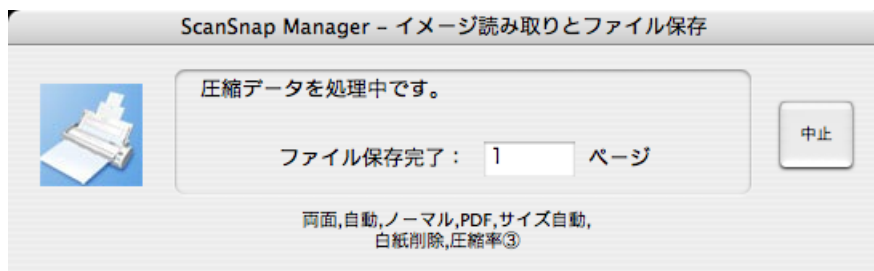 ScanSnap Manager – イメージ読み取りとファイル保存
圧縮データを処理中です。
ファイル保存完了： 1 ページ
中止
両面,自動,ノーマル,PDF,サイズ自動,
白紙削除,圧縮率③